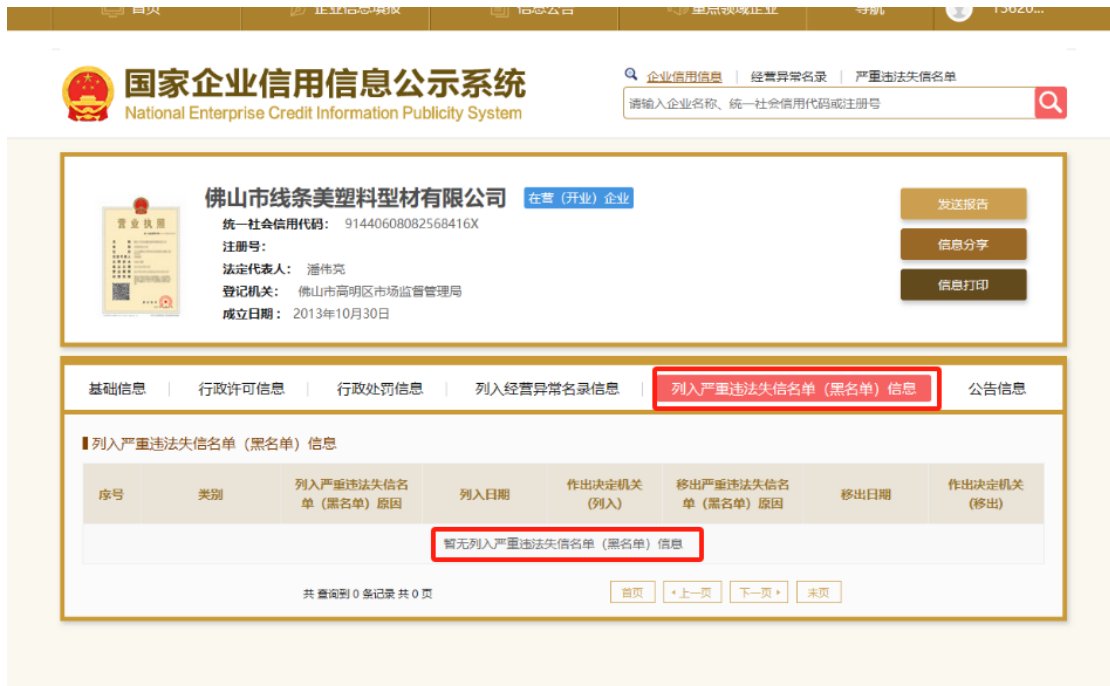 首页 企业信息填报 信息公告 重点领域企业 导航 13620...
国家企业信用信息公示系统
National Enterprise Credit Information Publicity System
企业信用信息 | 经营异常名录 | 严重违法失信名单
请输入企业名称、统一社会信用代码或注册号
佛山市线条美塑料型材有限公司 在营（开业）企业
统一社会信用代码： 91440608082568416X
注册号：
法定代表人： 潘伟亮
登记机关： 佛山市高明区市场监督管理局
成立日期： 2013年10月30日
营业执照
发送报告
信息分享
信息打印
基础信息 | 行政许可信息 | 行政处罚信息 | 列入经营异常名录信息 | 列入严重违法失信名单（黑名单）信息 公告信息
列入严重违法失信名单（黑名单）信息
序号 类别 列入严重违法失信名单（黑名单）原因 列入日期 作出决定机关(列入) 移出严重违法失信名单（黑名单）原因 移出日期 作出决定机关(移出)
暂无列入严重违法失信名单（黑名单）信息
共 查询到 0 条记录 共 0 页 首页 上一页 下一页 末页